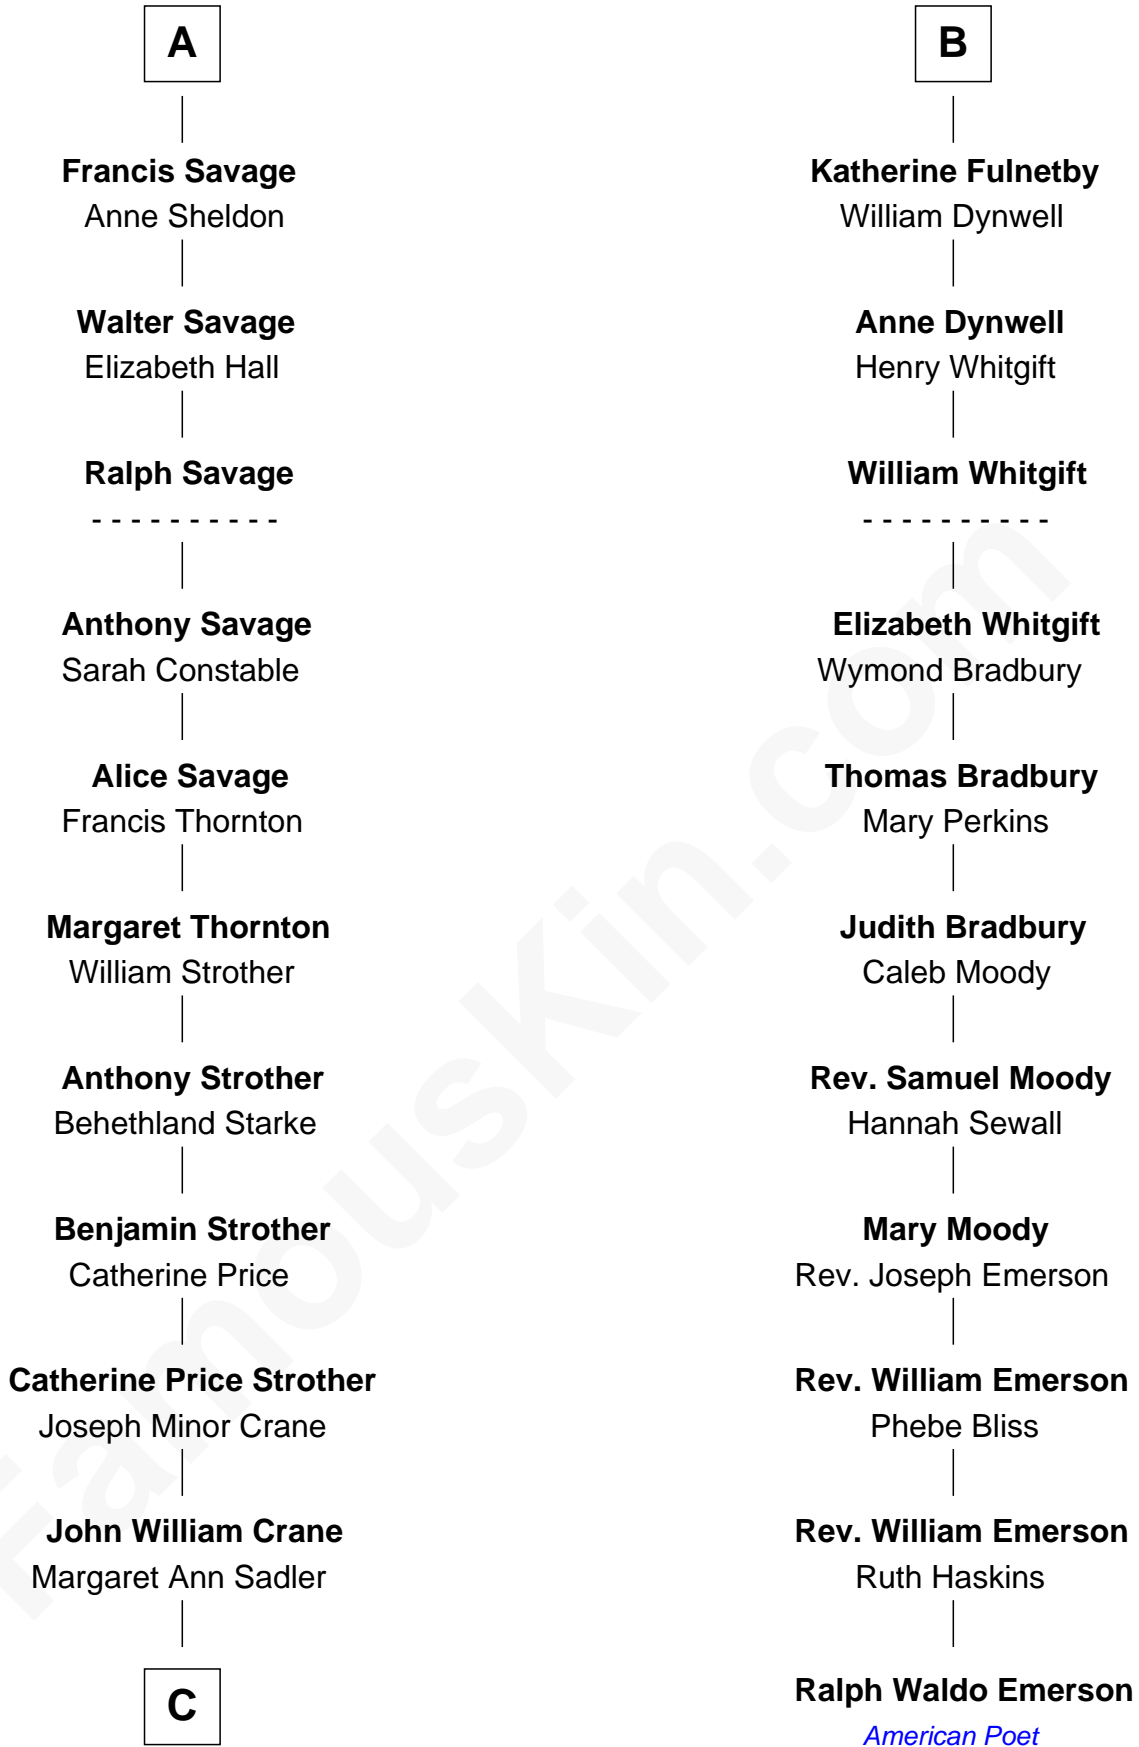 A
Francis Savage
Anne Sheldon
Walter Savage
Elizabeth Hall
Ralph Savage
- - - - - - - - - -
Anthony Savage
Sarah Constable
Alice Savage
Francis Thornton
Margaret Thornton
William Strother
Anthony Strother
Behethland Starke
Benjamin Strother
Catherine Price
Catherine Price Strother
Joseph Minor Crane
John William Crane
Margaret Ann Sadler
C
B
Katherine Fulnetby
William Dynwell
Anne Dynwell
Henry Whitgift
William Whitgift
- - - - - - - - - -
Elizabeth Whitgift
Wymond Bradbury
Thomas Bradbury
Mary Perkins
Judith Bradbury
Caleb Moody
Rev. Samuel Moody
Hannah Sewall
Mary Moody
Rev. Joseph Emerson
Rev. William Emerson
Phebe Bliss
Rev. William Emerson
Ruth Haskins
Ralph Waldo Emerson
American Poet
FamousKin.com